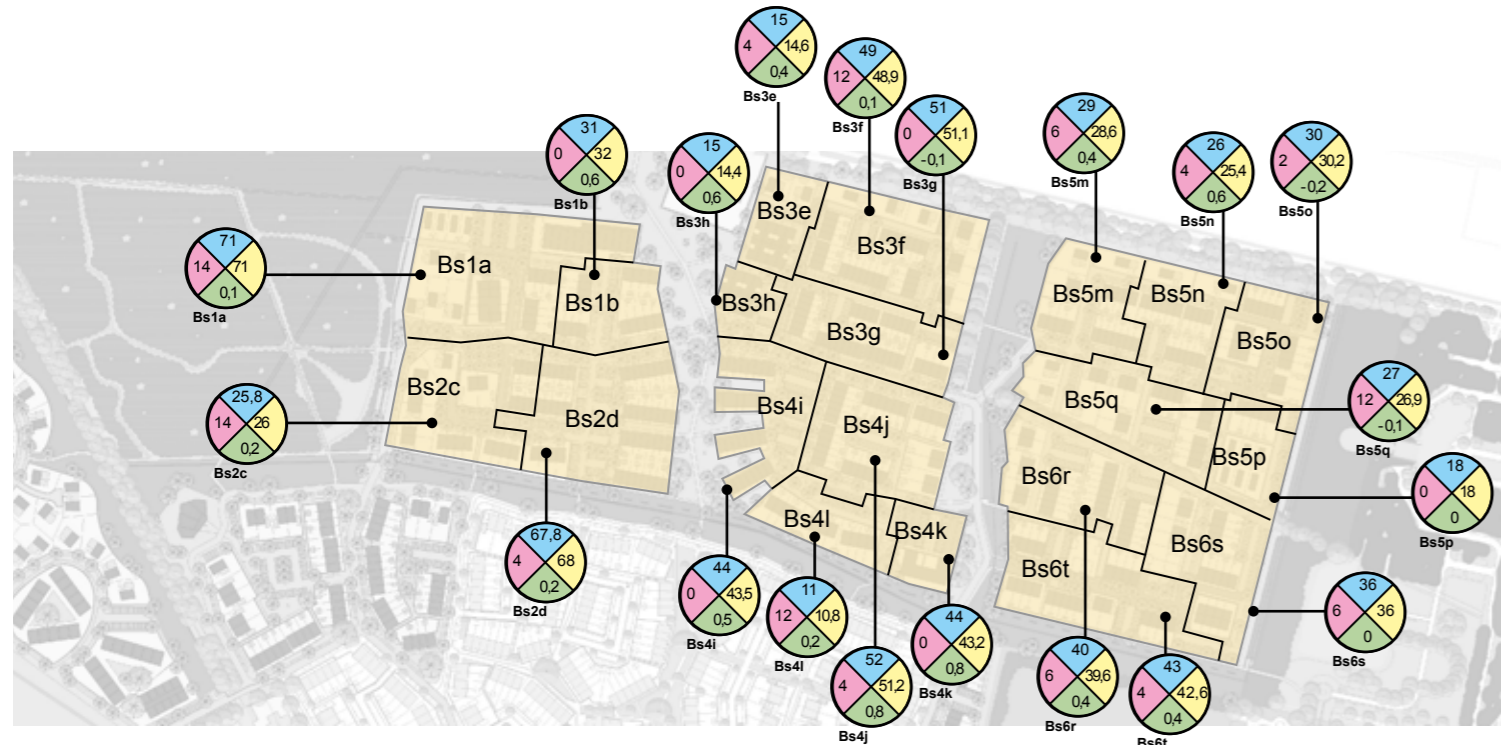 15
4
14,6
0,4
Bs3e
49
12
48,9
0,1
Bs3f
51
0
51,1
-0,1
Bs3g
29
6
28,6
0,4
Bs5m
26
4
25,4
0,6
Bs5n
30
2
30,2
-0,2
Bs5o
31
0
32
0,6
Bs1b
15
0
14,4
0,6
Bs3h
71
14
71
0,1
Bs1a
Bs1a
Bs1b
Bs3e
Bs3f
Bs3h
Bs3g
Bs5m
Bs5n
Bs5o
Bs2c
Bs2d
Bs4i
Bs4j
Bs5q
Bs5p
Bs4l
Bs4k
Bs6r
Bs6s
Bs6t
25,8
14
26
0,2
Bs2c
27
12
26,9
-0,1
Bs5q
18
0
18
0
Bs5p
67,8
4
68
0,2
Bs2d
44
0
43,5
0,5
Bs4i
11
12
10,8
0,2
Bs4l
52
4
51,2
0,8
Bs4j
44
0
43,2
0,8
Bs4k
40
6
39,6
0,4
Bs6r
43
4
42,6
0,4
Bs6t
36
6
36
0
Bs6s